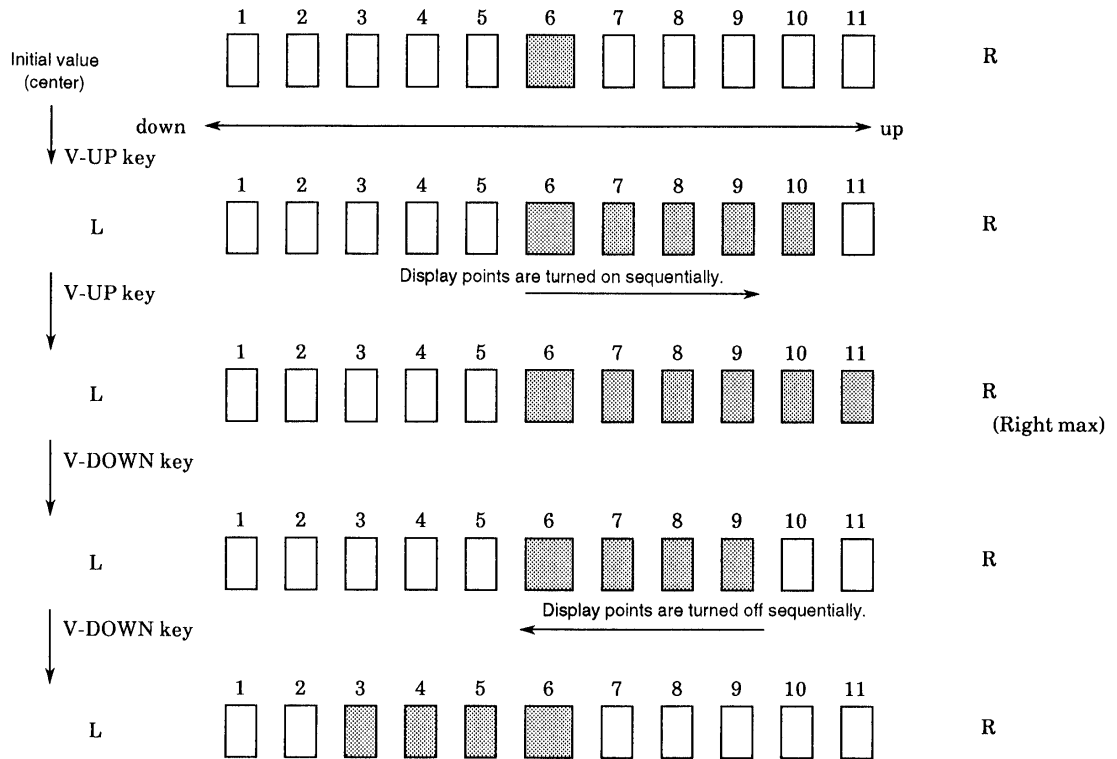 1 2 3 4 5 6 7 8 9 10 11
Initial value
(center)
R
down
up
V-UP key
1 2 3 4 5 6 7 8 9 10 11
L
R
Display points are turned on sequentially.
V-UP key
1 2 3 4 5 6 7 8 9 10 11
L
R
(Right max)
V-DOWN key
1 2 3 4 5 6 7 8 9 10 11
L
R
Display points are turned off sequentially.
V-DOWN key
1 2 3 4 5 6 7 8 9 10 11
L
R